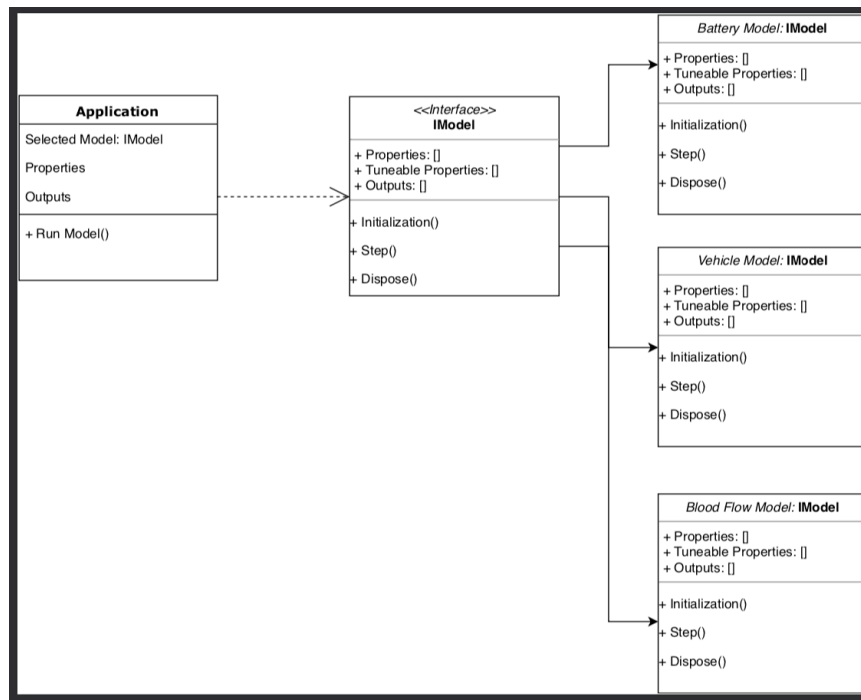 Application
Selected Model: IModel
Properties
Outputs
+ Run Model()
<<Interface>>
IModel
+ Properties: []
+ Tuneable Properties: []
+ Outputs: []
+ Initialization()
+ Step()
+ Dispose()
Battery Model: IModel
+ Properties: []
+ Tuneable Properties: []
+ Outputs: []
+ Initialization()
+ Step()
+ Dispose()
Vehicle Model: IModel
+ Properties: []
+ Tuneable Properties: []
+ Outputs: []
+ Initialization()
+ Step()
+ Dispose()
Blood Flow Model: IModel
+ Properties: []
+ Tuneable Properties: []
+ Outputs: []
+ Initialization()
+ Step()
+ Dispose()